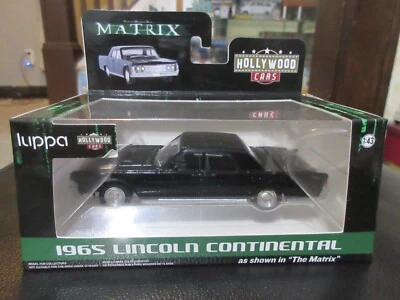 MATRIX
HOLLYWOOD
CARS
luppa
HOLLYWOOD
CARS
1:43
1965 LINCOLN CONTINENTAL
as shown in "The Matrix"